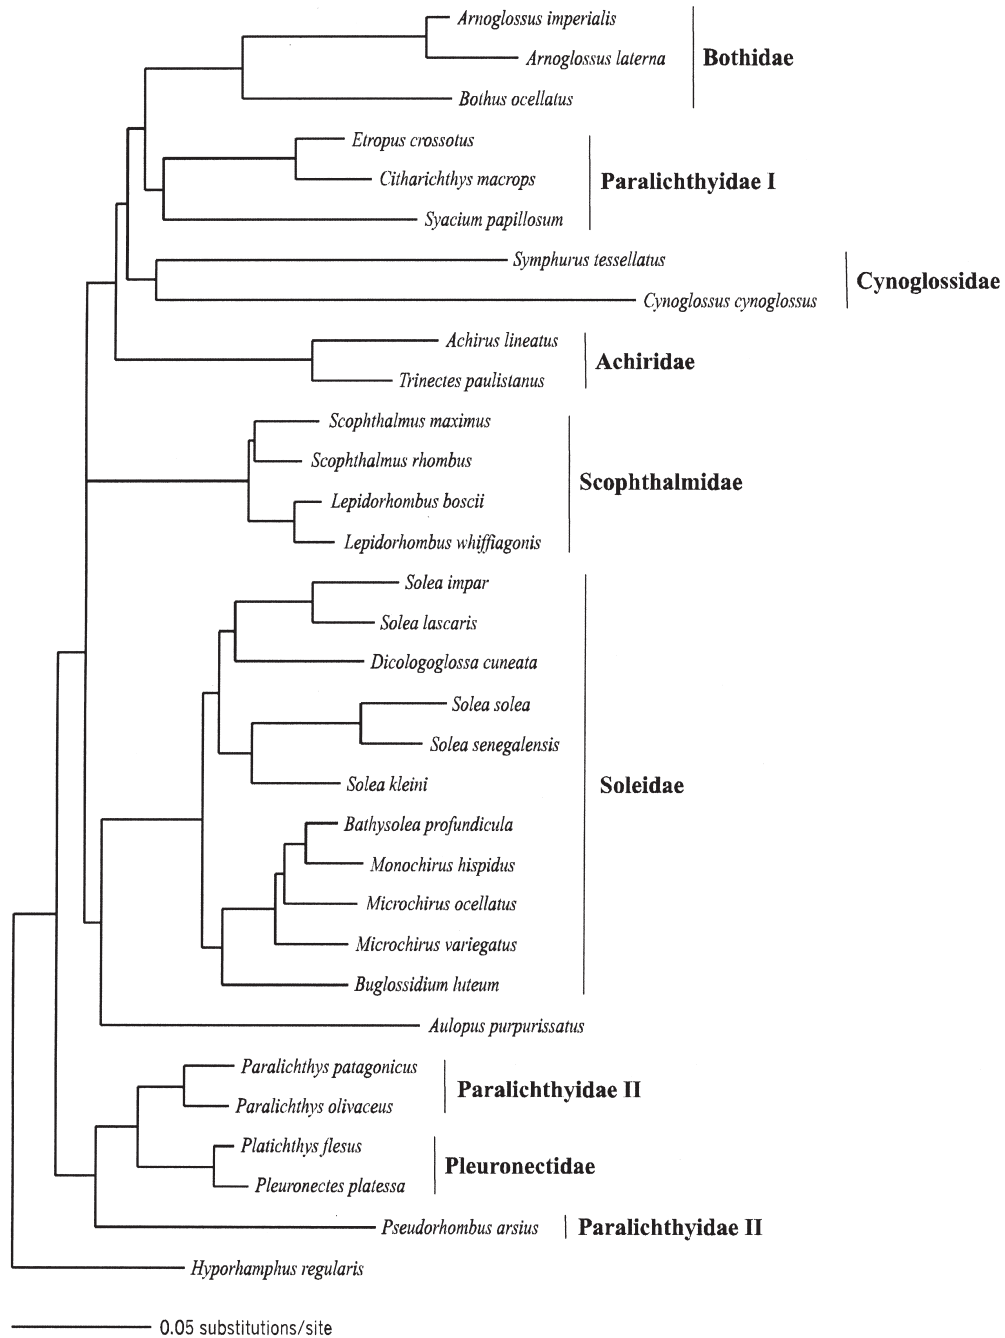 Arnoglossus imperialis
Arnoglossus laterna
Bothidae
Bothus ocellatus
Etropus crossotus
Citharichthys macrops
Paralichthyidae I
Syacium papillosum
Symphurus tessellatus
Cynoglossidae
Cynoglossus cynoglossus
Achirus lineatus
Achiridae
Trinectes paulistanus
Scophthalmus maximus
Scophthalmus rhombus
Scophthalmidae
Lepidorhombus boscii
Lepidorhombus whiffiagonis
Solea impar
Solea lascaris
Dicologoglossa cuneata
Solea solea
Solea senegalensis
Solea kleini
Soleidae
Bathysolea profundicula
Monochirus hispidus
Microchirus ocellatus
Microchirus variegatus
Buglossidium luteum
Aulopus purpurissatus
Paralichthys patagonicus
Paralichthyidae II
Paralichthys olivaceus
Platichthys flesus
Pleuronectidae
Pleuronectes platessa
Pseudorhombus arsius
Paralichthyidae II
Hyporhamphus regularis
0.05 substitutions/site